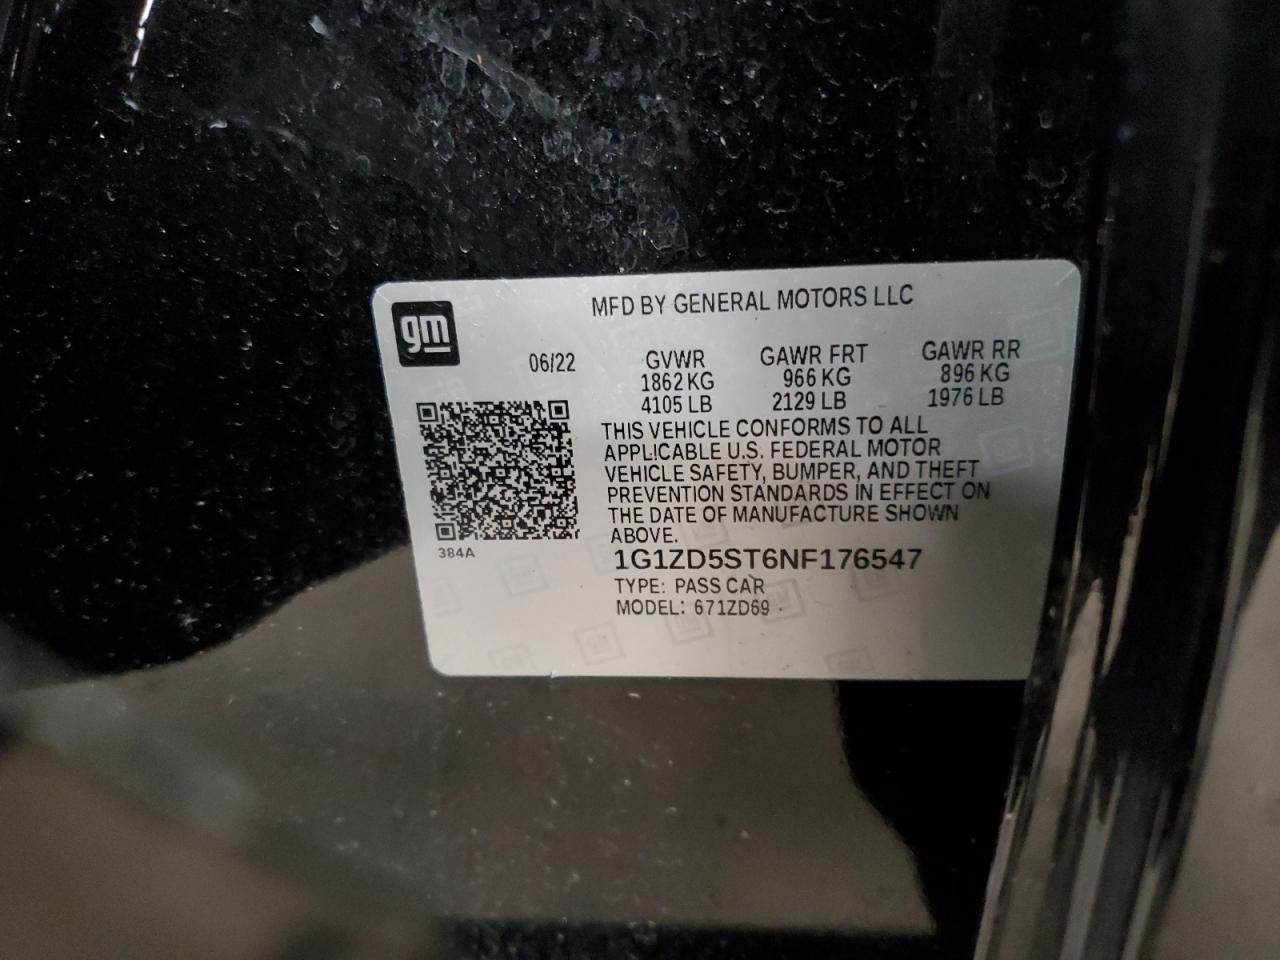 MFD BY GENERAL MOTORS LLC
gm
06/22 GVWR GAWR FRT GAWR RR
1862 KG 966 KG 896 KG
4105 LB 2129 LB 1976 LB
THIS VEHICLE CONFORMS TO ALL
APPLICABLE U.S. FEDERAL MOTOR
VEHICLE SAFETY, BUMPER, AND THEFT
PREVENTION STANDARDS IN EFFECT ON
THE DATE OF MANUFACTURE SHOWN
ABOVE.
384A
1G1ZD5ST6NF176547
TYPE: PASS CAR
MODEL: 671ZD69